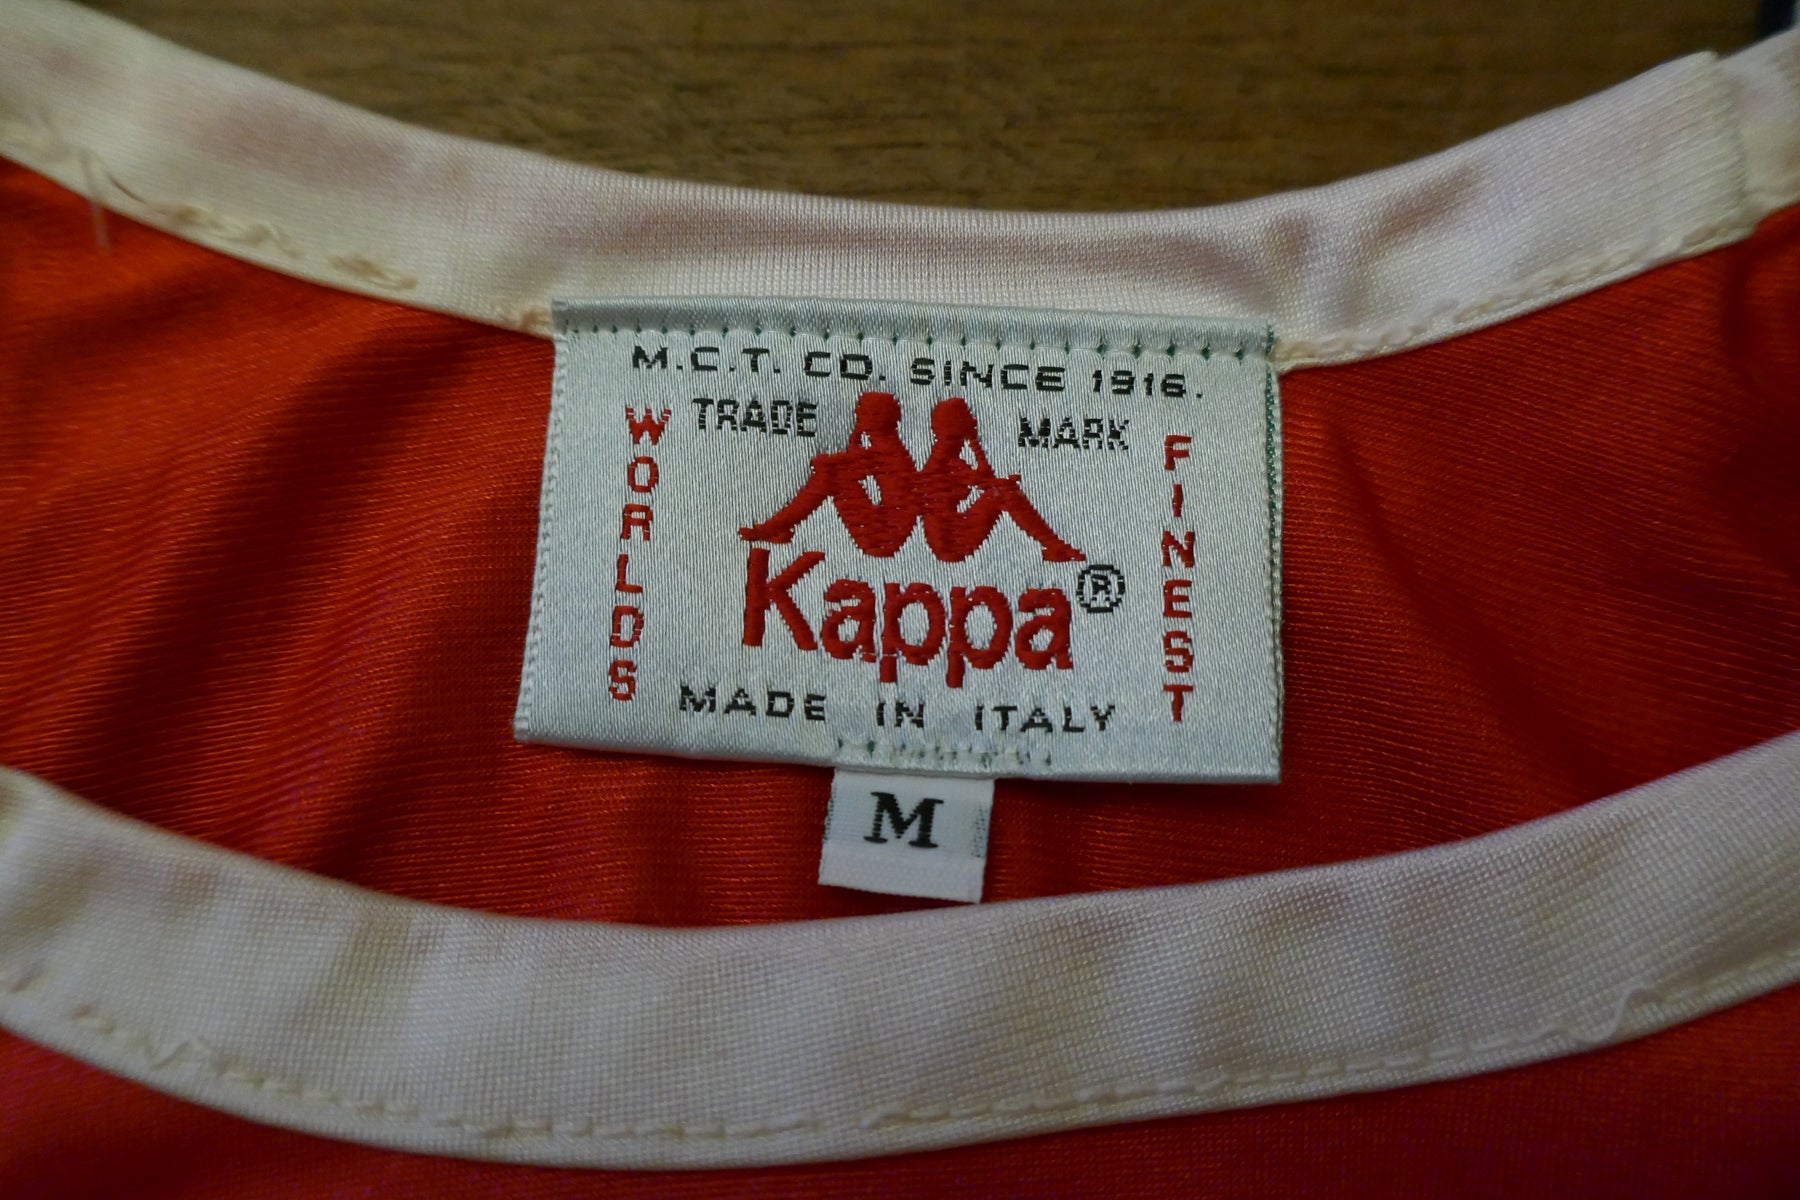 M.C.T. CO. SINCE 1916.
TRADE MARK
WORLDS
FINEST
Kappa®
MADE IN ITALY
M